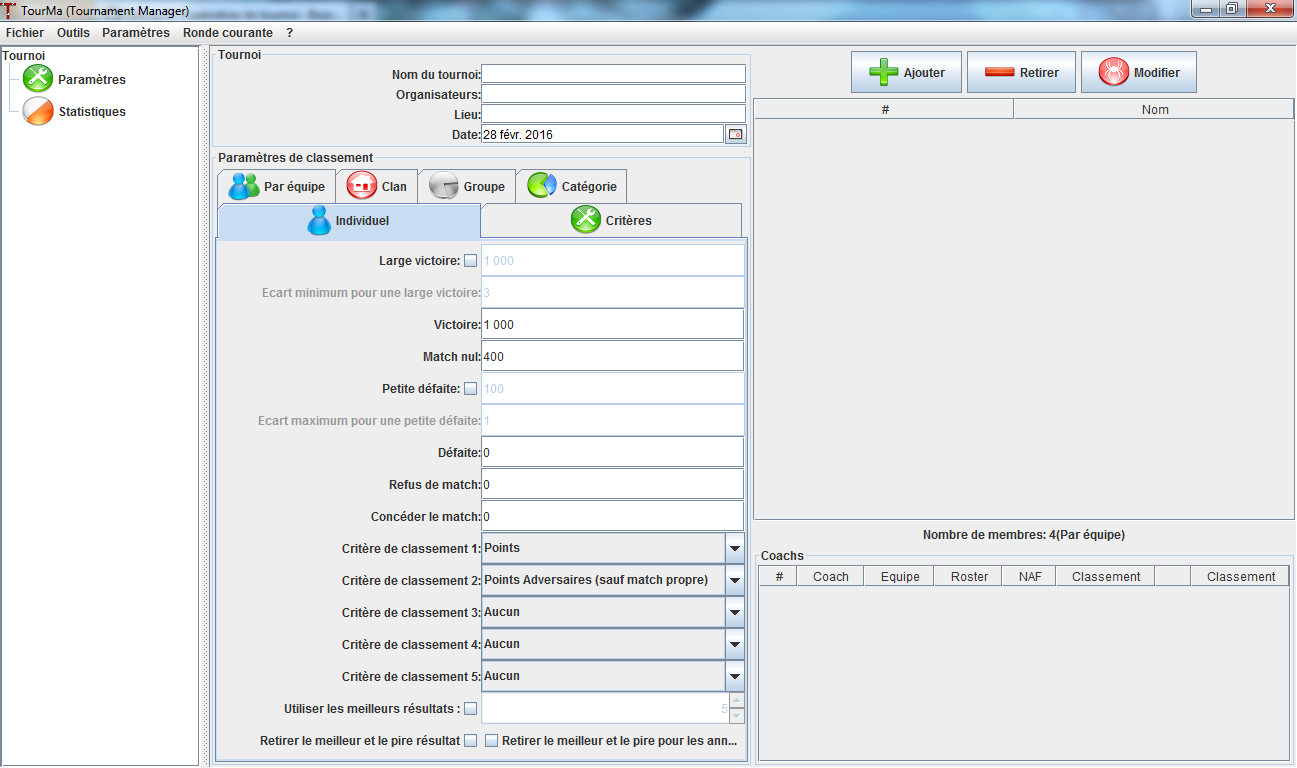 TourMa (Tournament Manager)
Fichier Outils Paramètres Ronde courante ?
Tournoi
Paramètres
Statistiques
Tournoi
Nom du tournoi:
Organisateurs:
Lieu:
Date: 28 févr. 2016
Paramètres de classement
Par équipe Clan Groupe Catégorie
Individuel Critères
Large victoire: 1 000
Ecart minimum pour une large victoire: 3
Victoire: 1 000
Match nul: 400
Petite défaite: 100
Ecart maximum pour une petite défaite: 1
Défaite: 0
Refus de match: 0
Concéder le match: 0
Critère de classement 1: Points
Critère de classement 2: Points Adversaires (sauf match propre)
Critère de classement 3: Aucun
Critère de classement 4: Aucun
Critère de classement 5: Aucun
Utiliser les meilleurs résultats : 5
Retirer le meilleur et le pire résultat Retirer le meilleur et le pire pour les ann...
Ajouter Retirer Modifier
# Nom
Nombre de membres: 4(Par équipe)
Coachs
# Coach Equipe Roster NAF Classement Classement